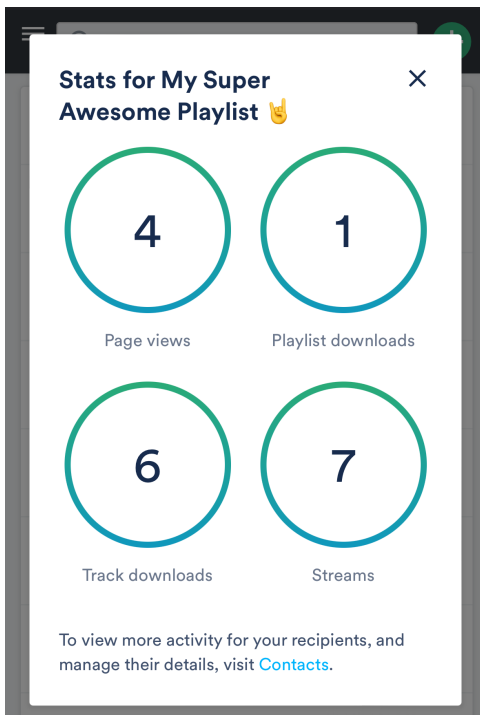 Stats for My Super
Awesome Playlist 🤘
4
1
Page views
Playlist downloads
6
7
Track downloads
Streams
To view more activity for your recipients, and
manage their details, visit Contacts.